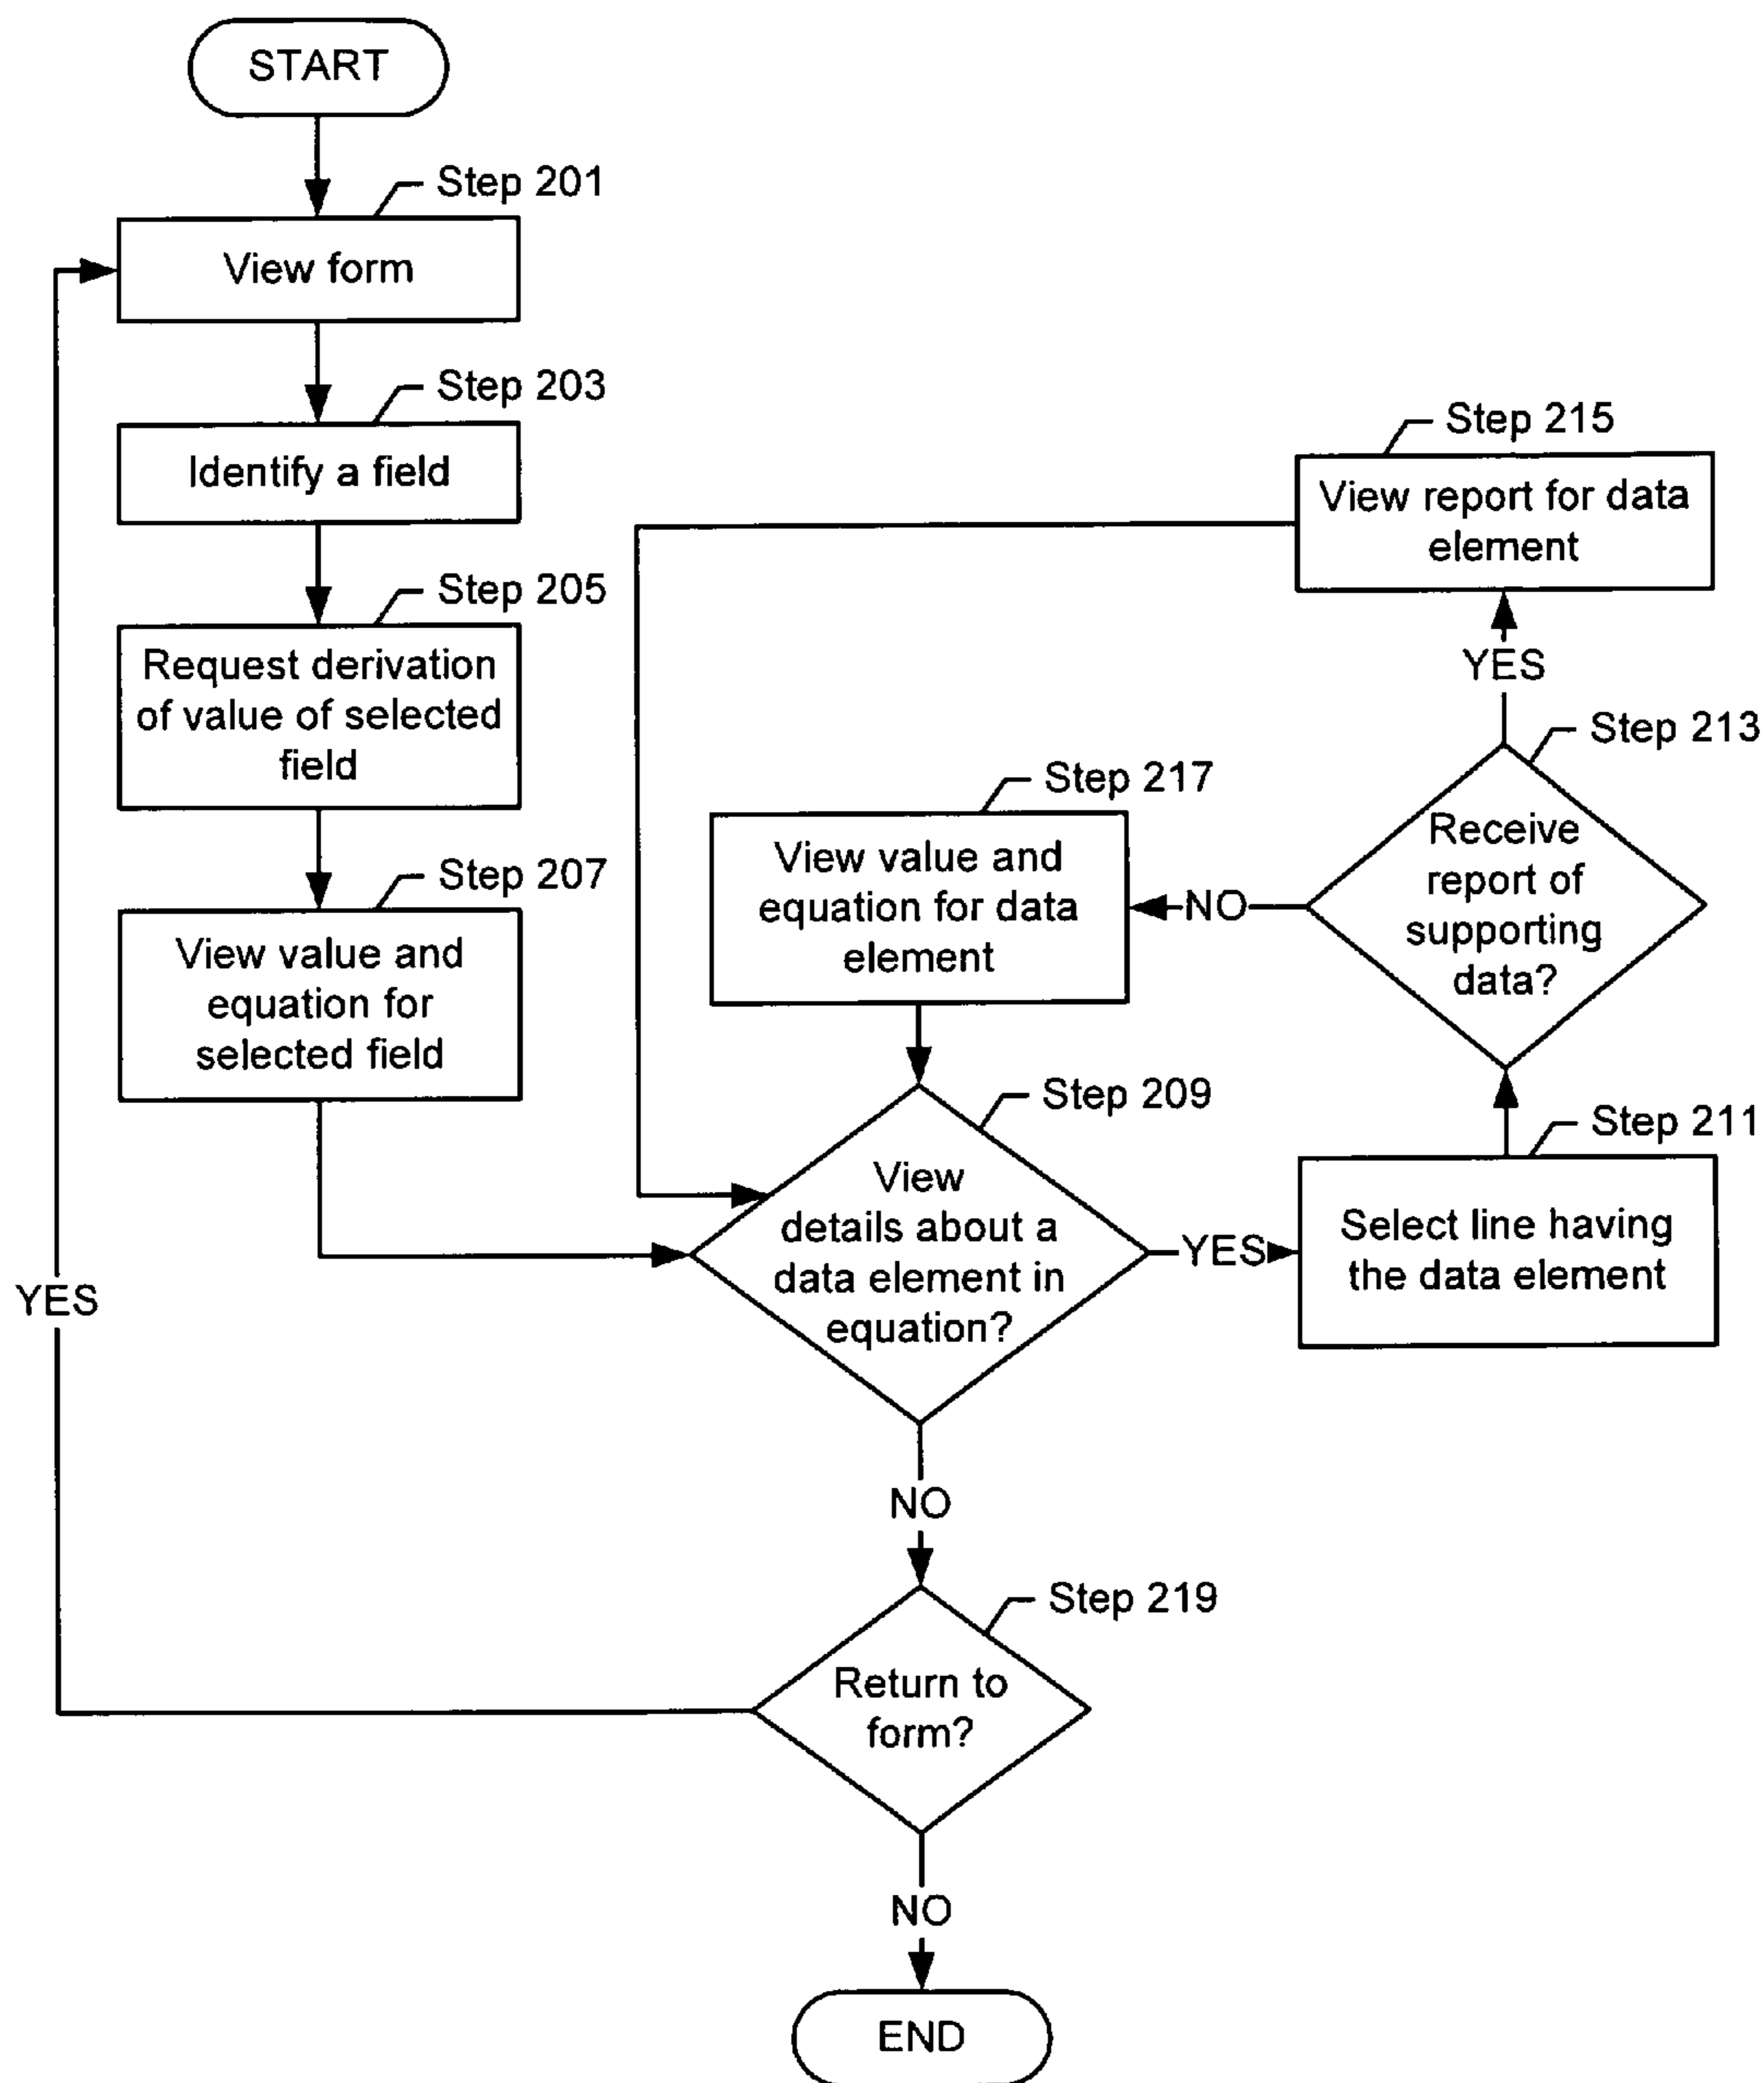 START
Step 201
View form
Step 203
Identify a field
Step 205
Request derivation
of value of selected
field
Step 207
View value and
equation for
selected field
Step 215
View report for data
element
YES
Step 213
Receive
report of
supporting
data?
NO
Step 217
View value and
equation for data
element
Step 209
View
details about a
data element in
equation?
YES
Step 211
Select line having
the data element
NO
Step 219
Return to
form?
YES
NO
END